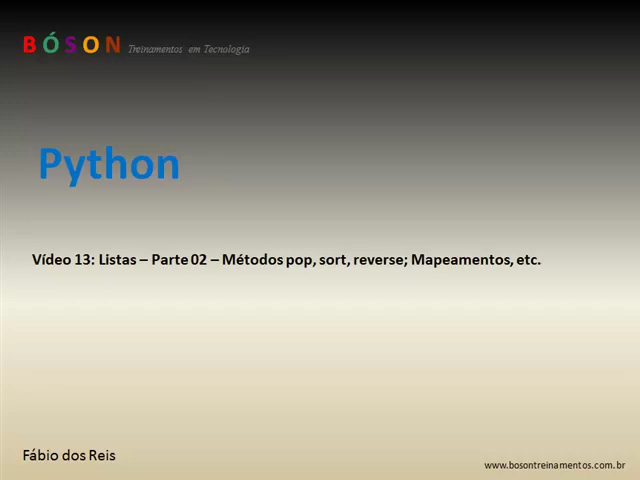 BÓSON Treinamentos em Tecnologia
Python
Vídeo 13: Listas – Parte 02 – Métodos pop, sort, reverse; Mapeamentos, etc.
Fábio dos Reis
www.bosontreinamentos.com.br